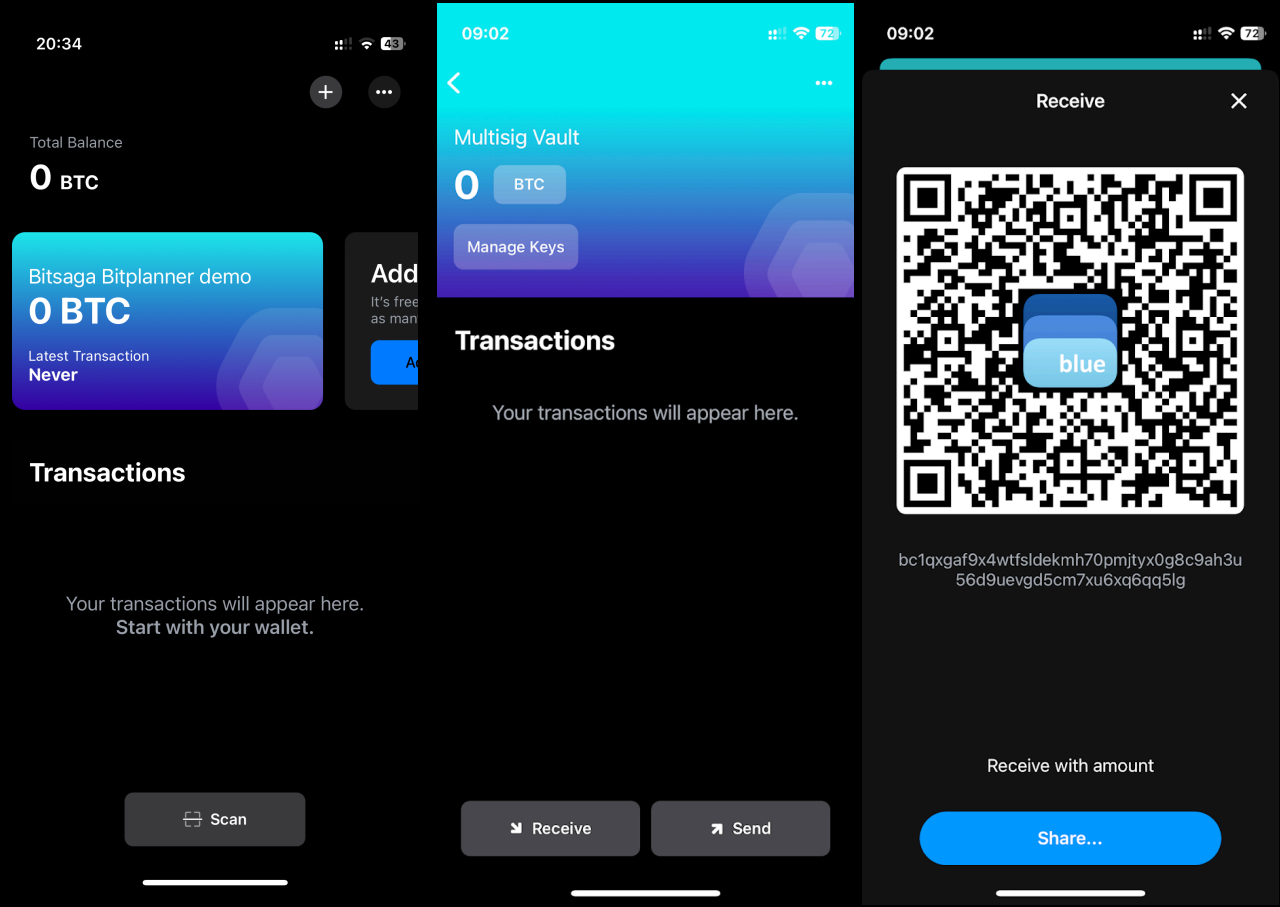 20:34
43
Total Balance
0 BTC
Bitsaga Bitplanner demo
0 BTC
Latest Transaction
Never
Add
It's free
as man
Transactions
Your transactions will appear here.
Start with your wallet.
Scan
09:02
72
Multisig Vault
0 BTC
Manage Keys
Transactions
Your transactions will appear here.
Receive
Send
09:02
72
Receive
blue
bc1qxgaf9x4wtfsldekmh70pmjtyx0g8c9ah3u
56d9uevgd5cm7xu6xq6qq5lg
Receive with amount
Share...